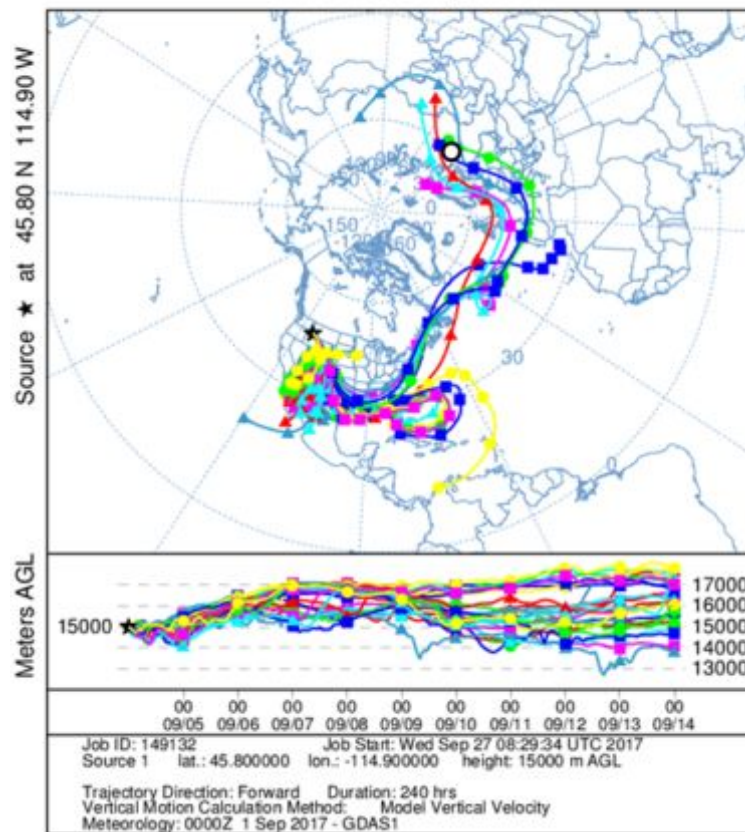 Source ★ at 45.80 N 114.90 W
150
0
30
Meters AGL
15000
17000
16000
15000
14000
13000
00 00 00 00 00 00 00 00 00 00
09/05 09/06 09/07 09/08 09/09 09/10 09/11 09/12 09/13 09/14
Job ID: 149132 Job Start: Wed Sep 27 08:29:34 UTC 2017
Source 1 lat.: 45.800000 lon.: -114.900000 height: 15000 m AGL
Trajectory Direction: Forward Duration: 240 hrs
Vertical Motion Calculation Method: Model Vertical Velocity
Meteorology: 0000Z 1 Sep 2017 - GDAS1